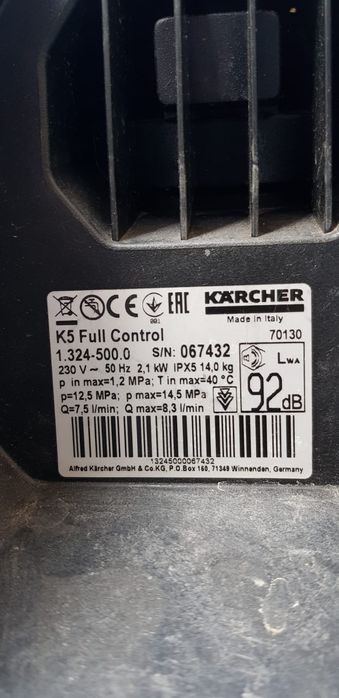 CE 001 EAC KÄRCHER
Made in Italy
K5 Full Control 70130
1.324-500.0 S/N: 067432 LWA
230 V ~ 50 Hz 2,1 kW IPX5 14,0 kg
p in max=1,2 MPa; T in max=40 °C
p=12,5 MPa; p max=14,5 MPa
Q=7,5 l/min; Q max=8,3 l/min
92dB
13245000067432
Alfred Kärcher GmbH & Co.KG, P.O.Box 160, 71349 Winnenden, Germany